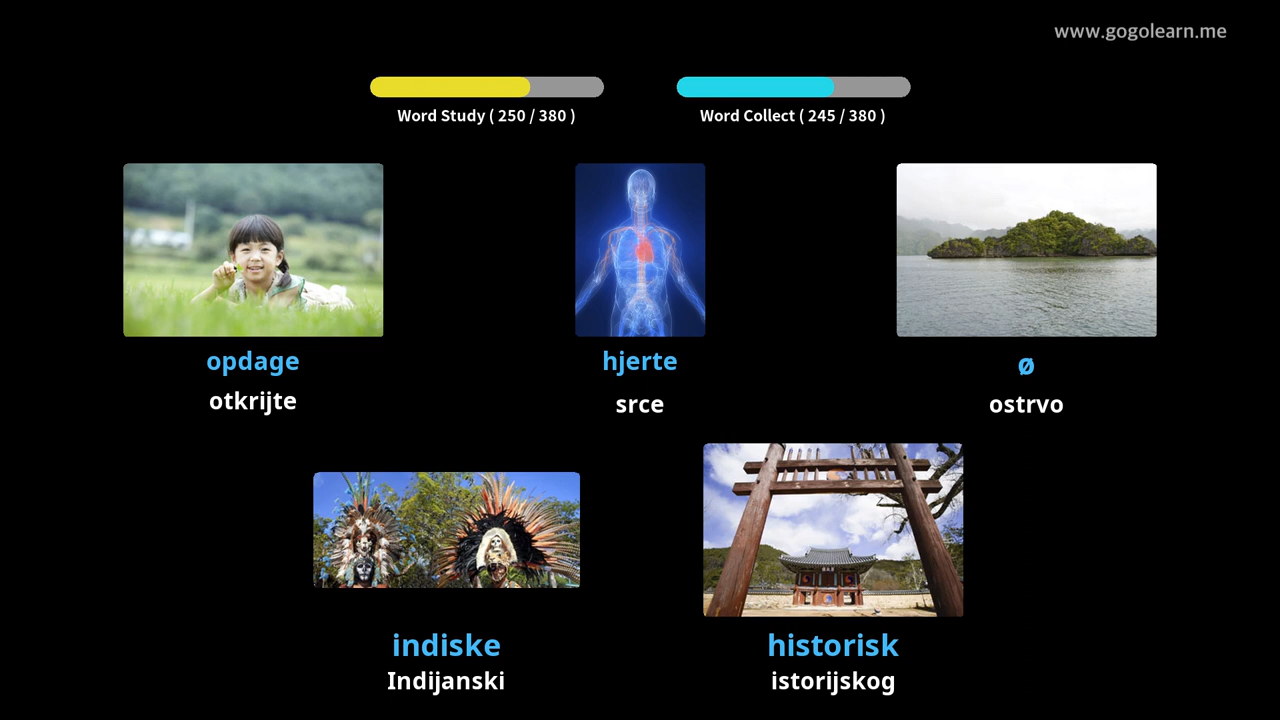 www.gogolearn.me
Word Study ( 250 / 380 )
Word Collect ( 245 / 380 )
opdage
hjerte
ø
otkrijte
srce
ostrvo
indiske
historisk
Indijanski
istorijskog